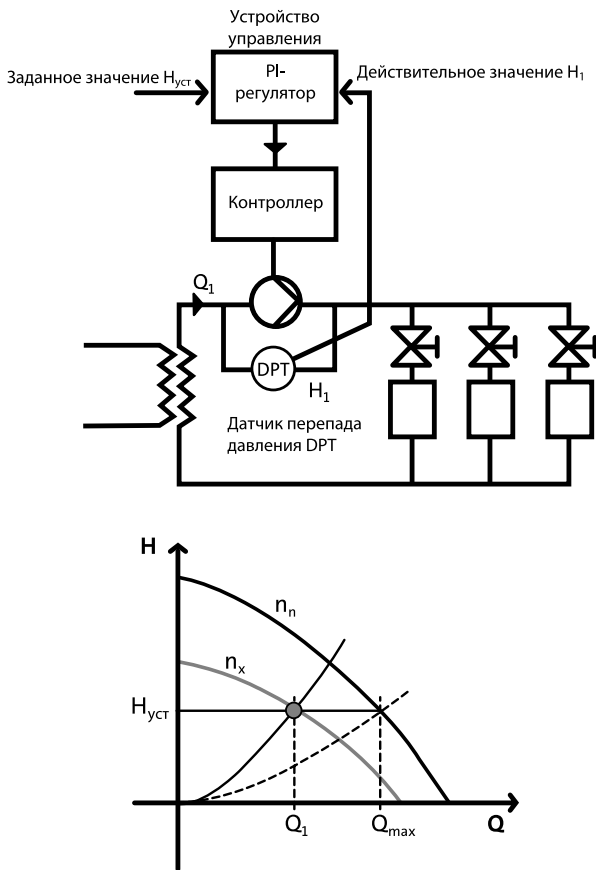 Устройство
управления
Заданное значение Hуст
PI-
регулятор
Действительное значение H₁
Контроллер
Q₁
DPT
H₁
Датчик перепада
давления DPT
H
nₙ
nₓ
Hуст
Q₁
Qmax
Q